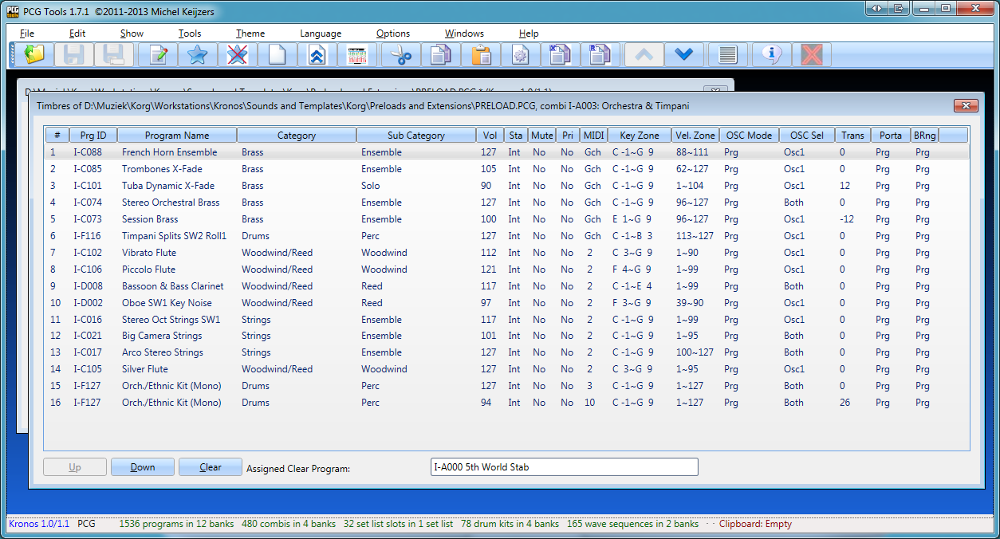 PCG Tools 1.7.1 ©2011-2013 Michel Keijzers
File Edit Show Tools Theme Language Options Windows Help
Timbres of D:\Muziek\Korg\Workstations\Kronos\Sounds and Templates\Korg\Preloads and Extensions\PRELOAD.PCG, combi I-A003: Orchestra & Timpani
# Prg ID Program Name Category Sub Category Vol Sta Mute Pri MIDI Key Zone Vel. Zone OSC Mode OSC Sel Trans Porta BRng
1 I-C088 French Horn Ensemble Brass Ensemble 127 Int No No Gch C -1~G 9 88~111 Prg Osc1 0 Prg Prg
2 I-C085 Trombones X-Fade Brass Ensemble 105 Int No No Gch C -1~G 9 62~127 Prg Osc1 0 Prg Prg
3 I-C101 Tuba Dynamic X-Fade Brass Solo 90 Int No No Gch C -1~G 9 1~104 Prg Osc1 12 Prg Prg
4 I-C074 Stereo Orchestral Brass Brass Ensemble 127 Int No No Gch C -1~G 9 96~127 Prg Both 0 Prg Prg
5 I-C073 Session Brass Brass Ensemble 100 Int No No Gch E 1~G 9 96~127 Prg Osc1 -12 Prg Prg
6 I-F116 Timpani Splits SW2 Roll1 Drums Perc 127 Int No No Gch C -1~B 3 113~127 Prg Osc1 0 Prg Prg
7 I-C102 Vibrato Flute Woodwind/Reed Woodwind 112 Int No No 2 C 3~G 9 1~90 Prg Osc1 0 Prg Prg
8 I-C106 Piccolo Flute Woodwind/Reed Woodwind 121 Int No No 2 F 4~G 9 1~99 Prg Osc1 0 Prg Prg
9 I-D008 Bassoon & Bass Clarinet Woodwind/Reed Reed 117 Int No No 2 C -1~E 4 1~99 Prg Both 0 Prg Prg
10 I-D002 Oboe SW1 Key Noise Woodwind/Reed Reed 97 Int No No 2 F 3~G 9 39~90 Prg Osc1 0 Prg Prg
11 I-C016 Stereo Oct Strings SW1 Strings Ensemble 117 Int No No 2 C -1~G 9 1~99 Prg Osc1 0 Prg Prg
12 I-C021 Big Camera Strings Strings Ensemble 101 Int No No 2 C -1~G 9 1~95 Prg Both 0 Prg Prg
13 I-C017 Arco Stereo Strings Strings Ensemble 127 Int No No 2 C -1~G 9 100~127 Prg Both 0 Prg Prg
14 I-C105 Silver Flute Woodwind/Reed Woodwind 127 Int No No 2 C 3~G 9 1~95 Prg Osc1 0 Prg Prg
15 I-F127 Orch./Ethnic Kit (Mono) Drums Perc 127 Int No No 3 C -1~G 9 1~127 Prg Both 0 Prg Prg
16 I-F127 Orch./Ethnic Kit (Mono) Drums Perc 94 Int No No 10 C -1~G 9 1~127 Prg Both 26 Prg Prg
Up Down Clear Assigned Clear Program: I-A000 5th World Stab
Kronos 1.0/1.1 PCG 1536 programs in 12 banks 480 combis in 4 banks 32 set list slots in 1 set list 78 drum kits in 4 banks 165 wave sequences in 2 banks - - Clipboard: Empty